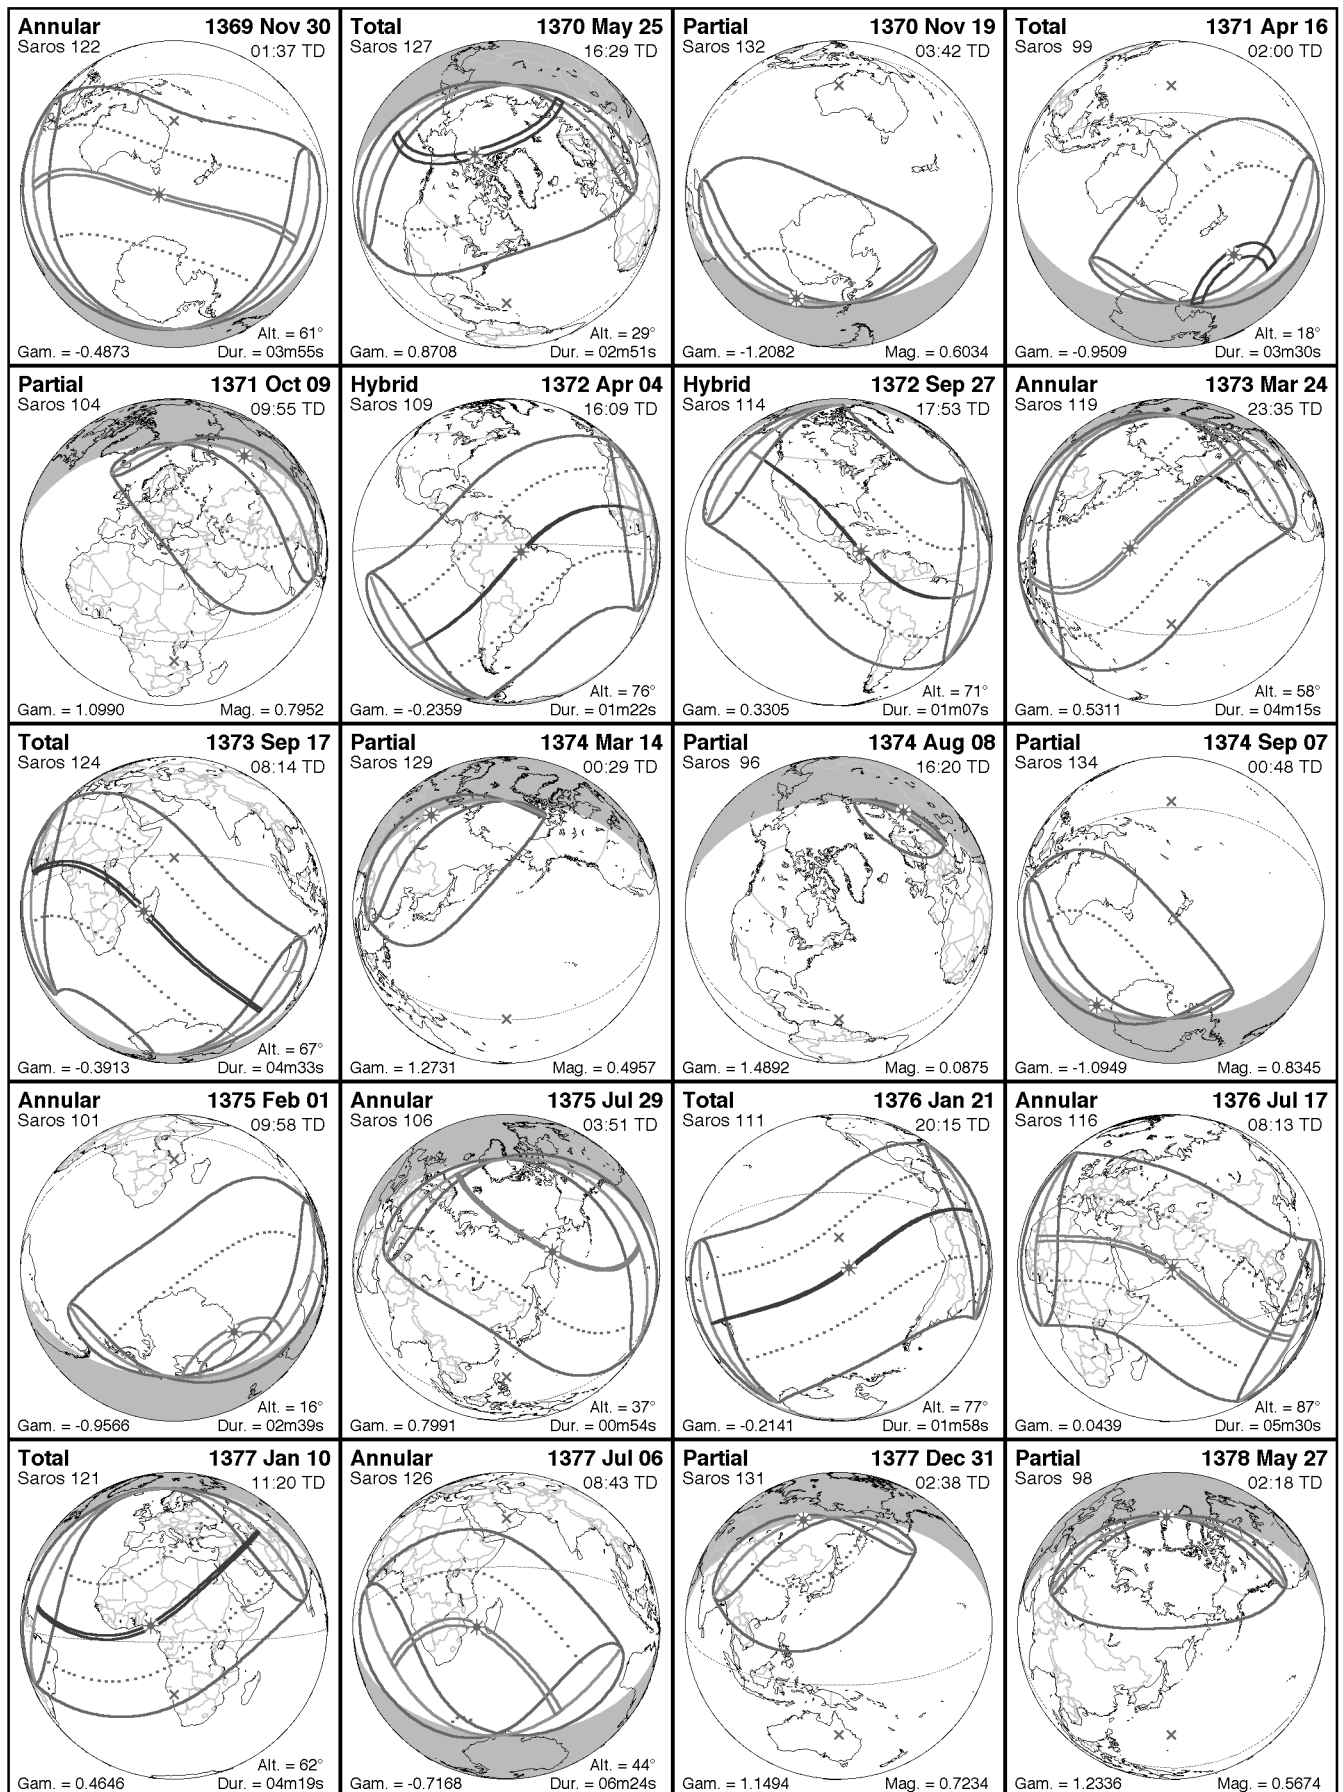 Annular 1369 Nov 30
Saros 122 01:37 TD
Alt. = 61°
Gam. = -0.4873 Dur. = 03m55s
Total 1370 May 25
Saros 127 16:29 TD
Alt. = 29°
Gam. = 0.8708 Dur. = 02m51s
Partial 1370 Nov 19
Saros 132 03:42 TD
Gam. = -1.2082 Mag. = 0.6034
Total 1371 Apr 16
Saros 99 02:00 TD
Alt. = 18°
Gam. = -0.9509 Dur. = 03m30s
Partial 1371 Oct 09
Saros 104 09:55 TD
Gam. = 1.0990 Mag. = 0.7952
Hybrid 1372 Apr 04
Saros 109 16:09 TD
Alt. = 76°
Gam. = -0.2359 Dur. = 01m22s
Hybrid 1372 Sep 27
Saros 114 17:53 TD
Alt. = 71°
Gam. = 0.3305 Dur. = 01m07s
Annular 1373 Mar 24
Saros 119 23:35 TD
Alt. = 58°
Gam. = 0.5311 Dur. = 04m15s
Total 1373 Sep 17
Saros 124 08:14 TD
Alt. = 67°
Gam. = -0.3913 Dur. = 04m33s
Partial 1374 Mar 14
Saros 129 00:29 TD
Gam. = 1.2731 Mag. = 0.4957
Partial 1374 Aug 08
Saros 96 16:20 TD
Gam. = 1.4892 Mag. = 0.0875
Partial 1374 Sep 07
Saros 134 00:48 TD
Gam. = -1.0949 Mag. = 0.8345
Annular 1375 Feb 01
Saros 101 09:58 TD
Alt. = 16°
Gam. = -0.9566 Dur. = 02m39s
Annular 1375 Jul 29
Saros 106 03:51 TD
Alt. = 37°
Gam. = 0.7991 Dur. = 00m54s
Total 1376 Jan 21
Saros 111 20:15 TD
Alt. = 77°
Gam. = -0.2141 Dur. = 01m58s
Annular 1376 Jul 17
Saros 116 08:13 TD
Alt. = 87°
Gam. = 0.0439 Dur. = 05m30s
Total 1377 Jan 10
Saros 121 11:20 TD
Alt. = 62°
Gam. = 0.4646 Dur. = 04m19s
Annular 1377 Jul 06
Saros 126 08:43 TD
Alt. = 44°
Gam. = -0.7168 Dur. = 06m24s
Partial 1377 Dec 31
Saros 131 02:38 TD
Gam. = 1.1494 Mag. = 0.7234
Partial 1378 May 27
Saros 98 02:18 TD
Gam. = 1.2336 Mag. = 0.5674